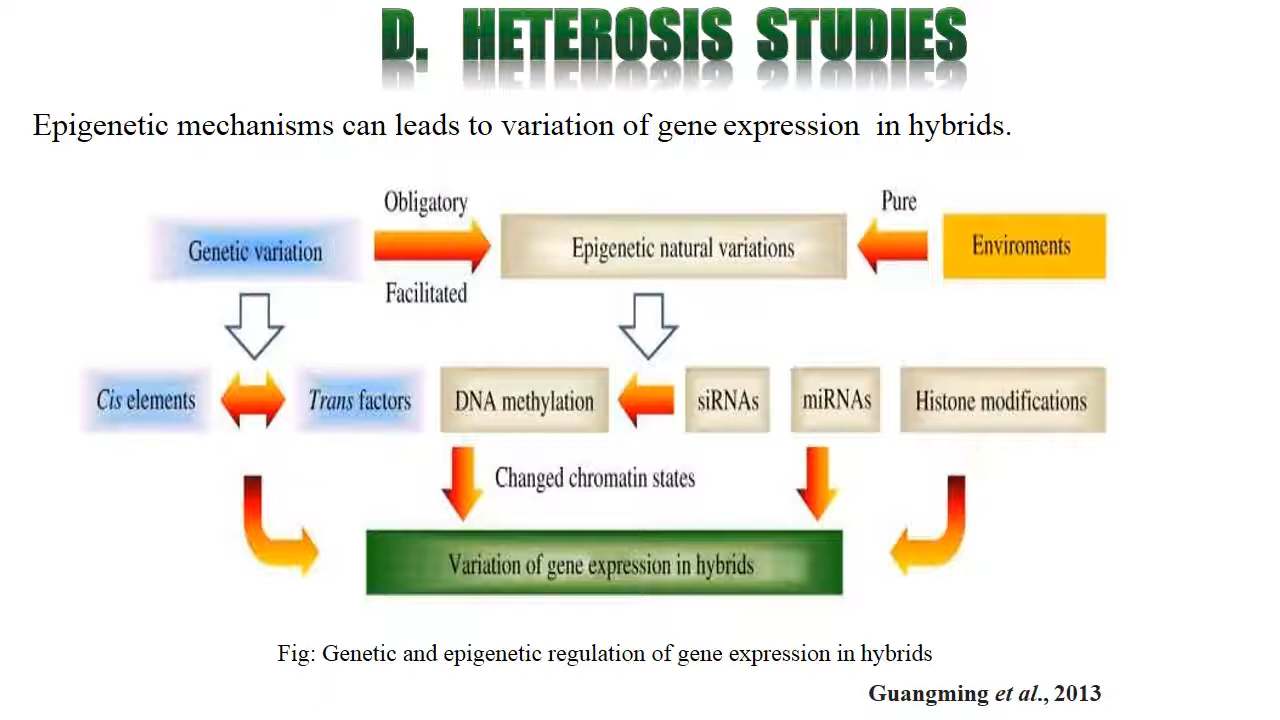 D. HETEROSIS STUDIES
Epigenetic mechanisms can leads to variation of gene expression in hybrids.
Obligatory
Pure
Genetic variation
Epigenetic natural variations
Enviroments
Facilitated
Cis elements
Trans factors
DNA methylation
siRNAs
miRNAs
Histone modifications
Changed chromatin states
Variation of gene expression in hybrids
Fig: Genetic and epigenetic regulation of gene expression in hybrids
Guangming et al., 2013